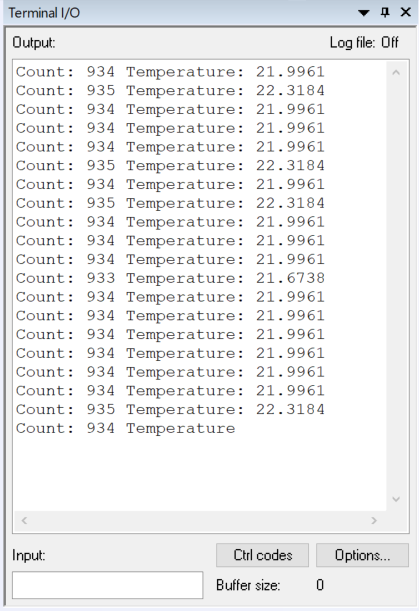 Terminal I/O
Output: Log file: Off
Count: 934 Temperature: 21.9961
Count: 935 Temperature: 22.3184
Count: 934 Temperature: 21.9961
Count: 934 Temperature: 21.9961
Count: 934 Temperature: 21.9961
Count: 935 Temperature: 22.3184
Count: 934 Temperature: 21.9961
Count: 935 Temperature: 22.3184
Count: 934 Temperature: 21.9961
Count: 934 Temperature: 21.9961
Count: 934 Temperature: 21.9961
Count: 933 Temperature: 21.6738
Count: 934 Temperature: 21.9961
Count: 934 Temperature: 21.9961
Count: 934 Temperature: 21.9961
Count: 934 Temperature: 21.9961
Count: 934 Temperature: 21.9961
Count: 934 Temperature: 21.9961
Count: 935 Temperature: 22.3184
Count: 934 Temperature
Input: Ctrl codes Options...
Buffer size: 0